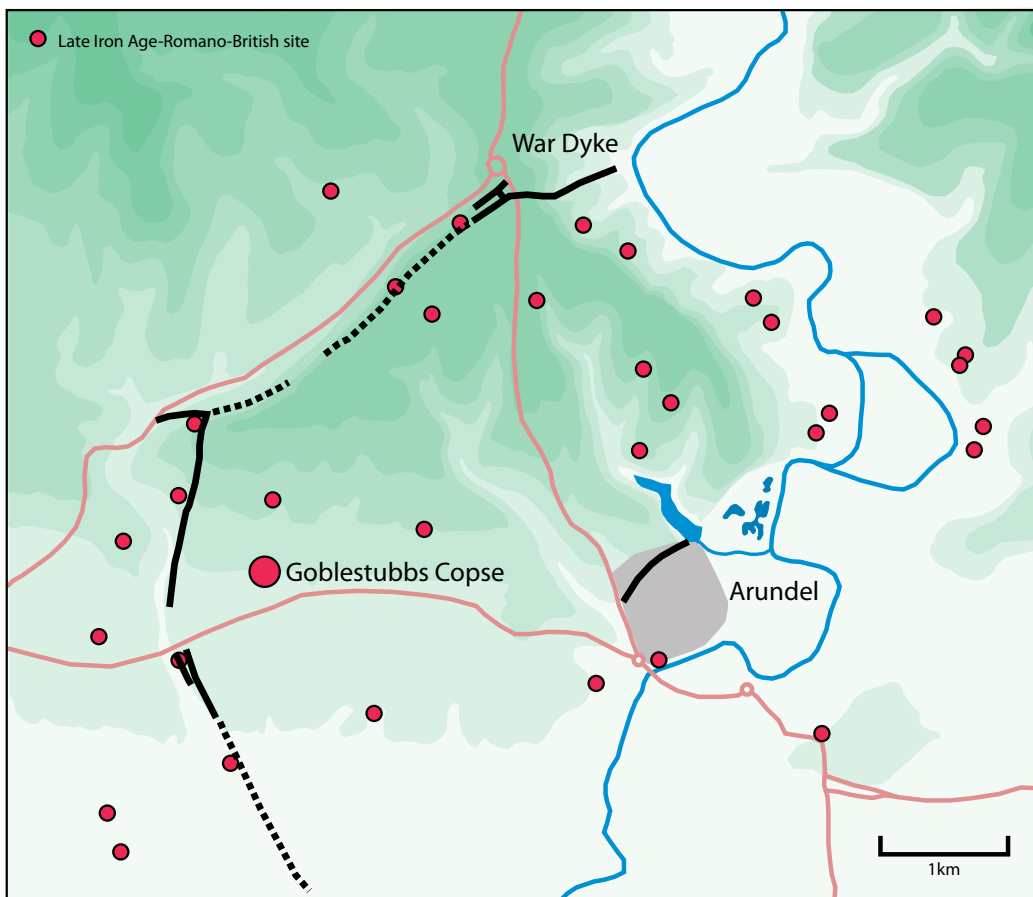 Late Iron Age-Romano-British site
War Dyke
Goblestubbs Copse
Arundel
1km